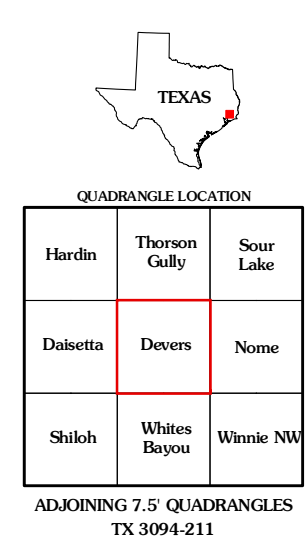 TEXAS
QUADRANGLE LOCATION
Hardin
Thorson
Gully
Sour
Lake
Daisetta
Devers
Nome
Shiloh
Whites
Bayou
Winnie NW
ADJOINING 7.5' QUADRANGLES
TX 3094-211